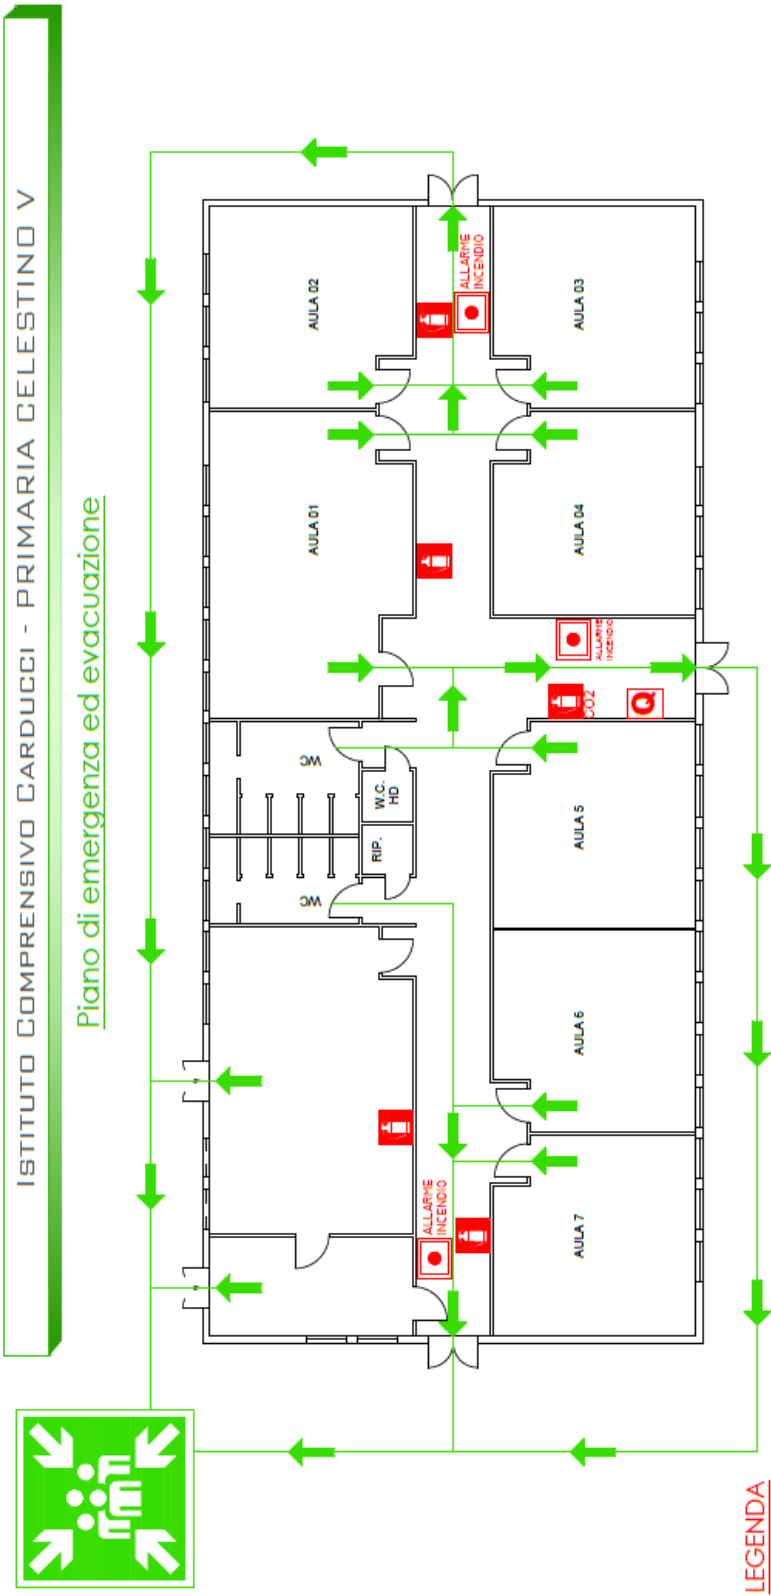 ISTITUTO COMPRENSIVO CARDUCCI - PRIMARIA CELESTINO V
Piano di emergenza ed evacuazione
AULA 02
AULA 01
WC
WC
W.C.
HD
RIP.
ALLARME
INCENDIO
ALLARME
INCENDIO
ALLARME
INCENDIO
CO2
Q
AULA 03
AULA 04
AULA 5
AULA 6
AULA 7
LEGENDA